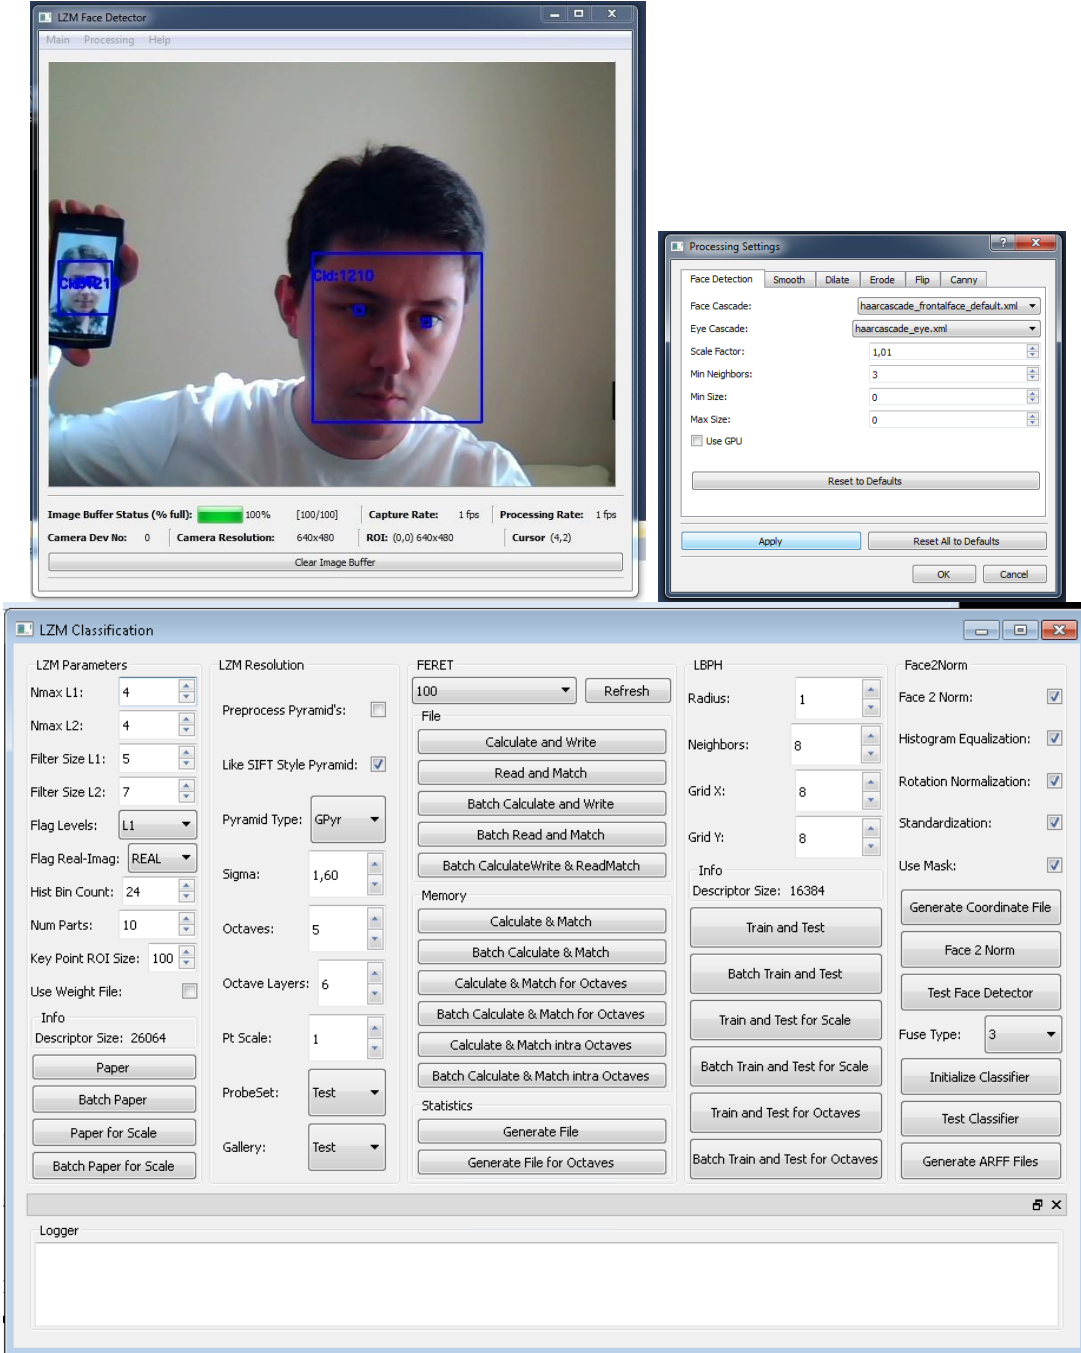 LZM Face Detector
Main Processing Help
Cld:1210
Cld:1210
Image Buffer Status (% full): 100% [100/100] Capture Rate: 1 fps Processing Rate: 1 fps
Camera Dev No: 0 Camera Resolution: 640x480 ROI: (0,0) 640x480 Cursor (4,2)
Clear Image Buffer
Processing Settings
Face Detection Smooth Dilate Erode Flip Canny
Face Cascade: haarcascade_frontalface_default.xml
Eye Cascade: haarcascade_eye.xml
Scale Factor: 1,01
Min Neighbors: 3
Min Size: 0
Max Size: 0
Use GPU
Reset to Defaults
Apply Reset All to Defaults
OK Cancel
LZM Classification
LZM Parameters
Nmax L1: 4
Nmax L2: 4
Filter Size L1: 5
Filter Size L2: 7
Flag Levels: L1
Flag Real-Imag: REAL
Hist Bin Count: 24
Num Parts: 10
Key Point ROI Size: 100
Use Weight File:
Info
Descriptor Size: 26064
Paper
Batch Paper
Paper for Scale
Batch Paper for Scale
LZM Resolution
Preprocess Pyramid's:
Like SIFT Style Pyramid:
Pyramid Type: GPyr
Sigma: 1,60
Octaves: 5
Octave Layers: 6
Pt Scale: 1
ProbeSet: Test
Gallery: Test
FERET
100 Refresh
File
Calculate and Write
Read and Match
Batch Calculate and Write
Batch Read and Match
Batch CalculateWrite & ReadMatch
Memory
Calculate & Match
Batch Calculate & Match
Calculate & Match for Octaves
Batch Calculate & Match for Octaves
Calculate & Match intra Octaves
Batch Calculate & Match intra Octaves
Statistics
Generate File
Generate File for Octaves
LBPH
Radius: 1
Neighbors: 8
Grid X: 8
Grid Y: 8
Info
Descriptor Size: 16384
Train and Test
Batch Train and Test
Train and Test for Scale
Batch Train and Test for Scale
Train and Test for Octaves
Batch Train and Test for Octaves
Face2Norm
Face 2 Norm:
Histogram Equalization:
Rotation Normalization:
Standardization:
Use Mask:
Generate Coordinate File
Face 2 Norm
Test Face Detector
Fuse Type: 3
Initialize Classifier
Test Classifier
Generate ARFF Files
Logger